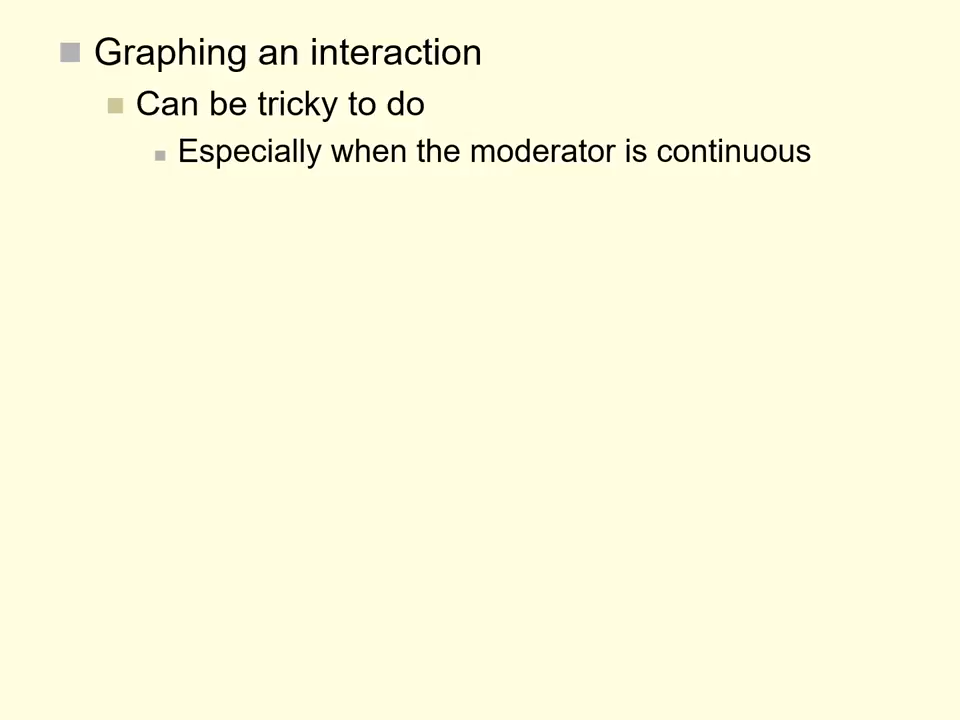 Graphing an interaction
Can be tricky to do
Especially when the moderator is continuous